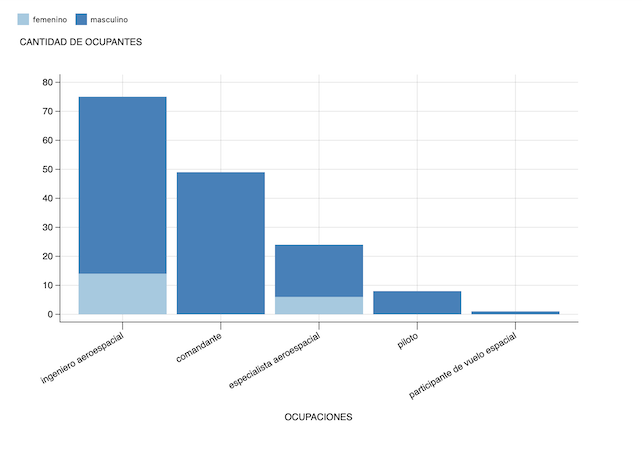 femenino masculino
CANTIDAD DE OCUPANTES
80
70
60
50
40
30
20
10
0
ingeniero aeroespacial
comandante
especialista aeroespacial
piloto
participante de vuelo espacial
OCUPACIONES